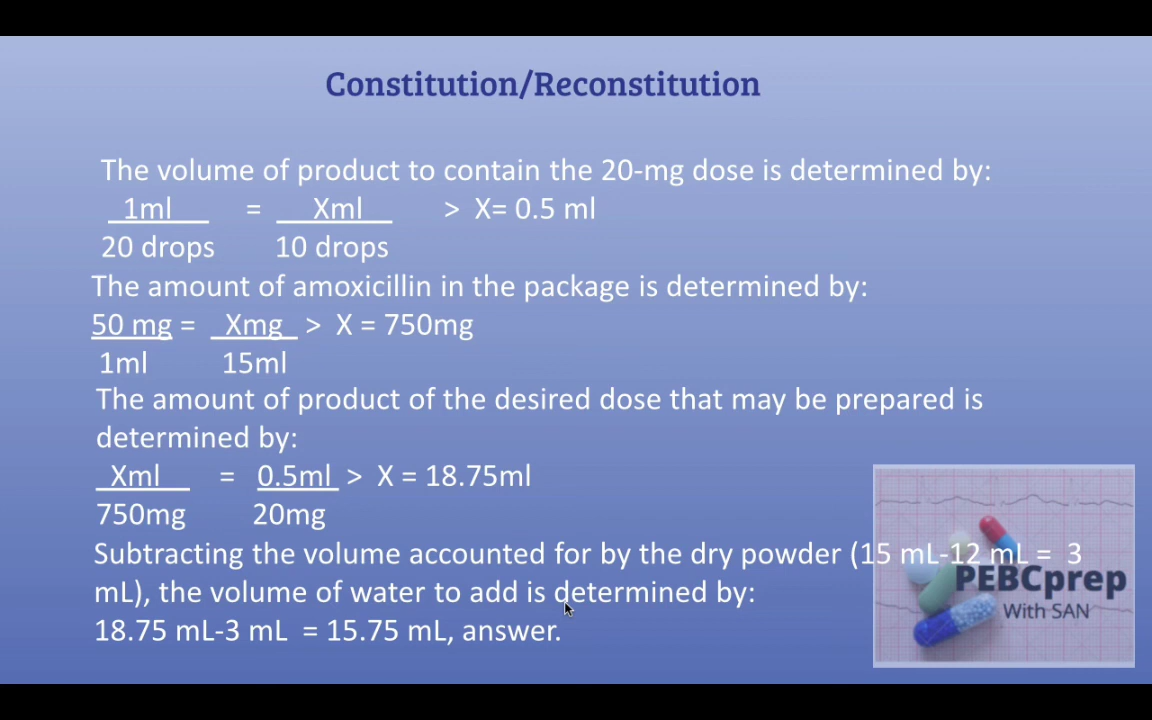 Constitution/Reconstitution
The volume of product to contain the 20-mg dose is determined by:
1ml = Xml > X= 0.5 ml
20 drops 10 drops
The amount of amoxicillin in the package is determined by:
50 mg = Xmg > X = 750mg
1ml 15ml
The amount of product of the desired dose that may be prepared is
determined by:
Xml = 0.5ml > X = 18.75ml
750mg 20mg
Subtracting the volume accounted for by the dry powder (15 mL-12 mL = 3
mL), the volume of water to add is determined by:
18.75 mL-3 mL = 15.75 mL, answer.
PEBCprep
With SAN